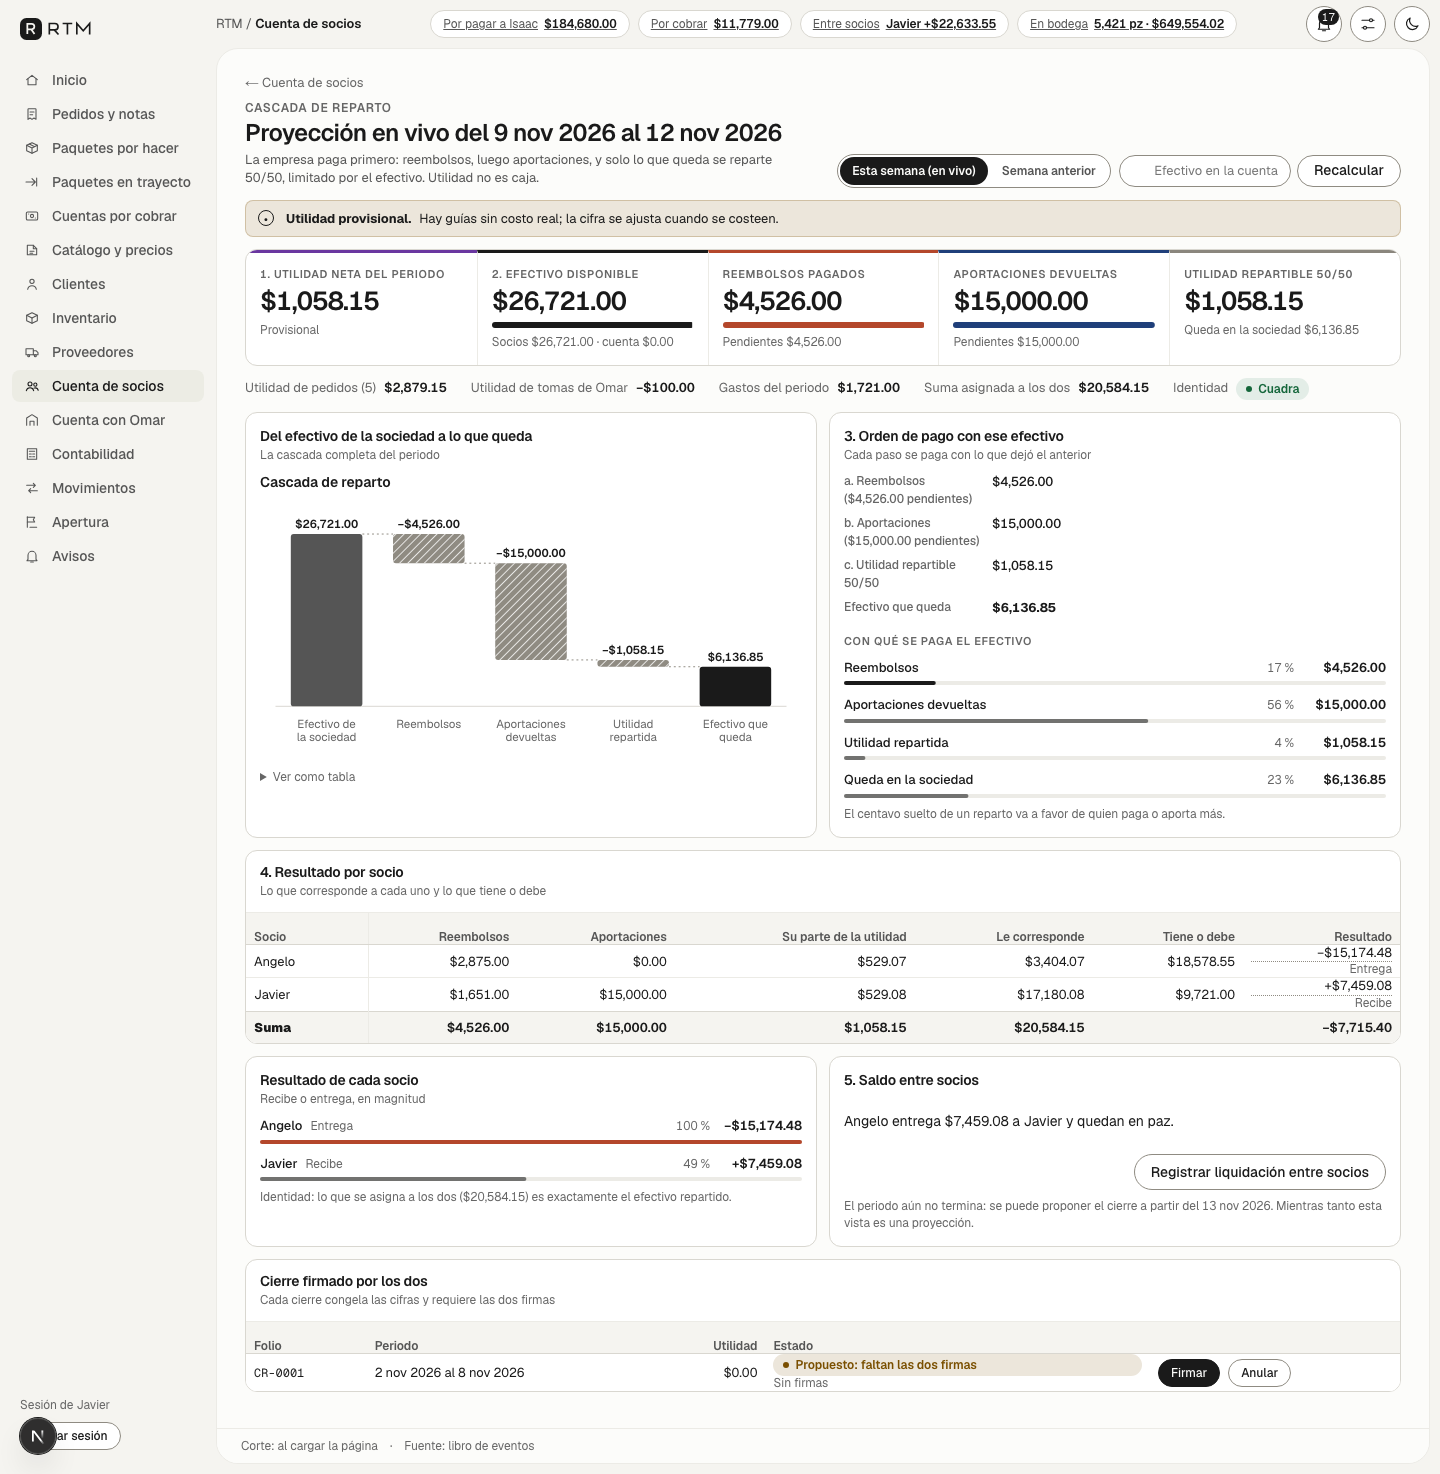 R RTM
Inicio
Pedidos y notas
Paquetes por hacer
Paquetes en trayecto
Cuentas por cobrar
Catálogo y precios
Clientes
Inventario
Proveedores
Cuenta de socios
Cuenta con Omar
Contabilidad
Movimientos
Apertura
Avisos
Sesión de Javier
N ar sesión
RTM / Cuenta de socios
Por pagar a Isaac $184,680.00
Por cobrar $11,779.00
Entre socios Javier +$22,633.55
En bodega 5,421 pz · $649,554.02
17
← Cuenta de socios
CASCADA DE REPARTO
Proyección en vivo del 9 nov 2026 al 12 nov 2026
La empresa paga primero: reembolsos, luego aportaciones, y solo lo que queda se reparte
50/50, limitado por el efectivo. Utilidad no es caja.
Esta semana (en vivo) Semana anterior
Efectivo en la cuenta
Recalcular
Utilidad provisional. Hay guías sin costo real; la cifra se ajusta cuando se costeen.
1. UTILIDAD NETA DEL PERIODO
$1,058.15
Provisional
2. EFECTIVO DISPONIBLE
$26,721.00
Socios $26,721.00 · cuenta $0.00
REEMBOLSOS PAGADOS
$4,526.00
Pendientes $4,526.00
APORTACIONES DEVUELTAS
$15,000.00
Pendientes $15,000.00
UTILIDAD REPARTIBLE 50/50
$1,058.15
Queda en la sociedad $6,136.85
Utilidad de pedidos (5) $2,879.15 Utilidad de tomas de Omar −$100.00 Gastos del periodo $1,721.00 Suma asignada a los dos $20,584.15 Identidad Cuadra
Del efectivo de la sociedad a lo que queda
La cascada completa del periodo
Cascada de reparto
$26,721.00
−$4,526.00
−$15,000.00
−$1,058.15
$6,136.85
Efectivo de
la sociedad
Reembolsos
Aportaciones
devueltas
Utilidad
repartida
Efectivo que
queda
Ver como tabla
3. Orden de pago con ese efectivo
Cada paso se paga con lo que dejó el anterior
a. Reembolsos
($4,526.00 pendientes)
$4,526.00
b. Aportaciones
($15,000.00 pendientes)
$15,000.00
c. Utilidad repartible
50/50
$1,058.15
Efectivo que queda $6,136.85
CON QUÉ SE PAGA EL EFECTIVO
Reembolsos 17 % $4,526.00
Aportaciones devueltas 56 % $15,000.00
Utilidad repartida 4 % $1,058.15
Queda en la sociedad 23 % $6,136.85
El centavo suelto de un reparto va a favor de quien paga o aporta más.
4. Resultado por socio
Lo que corresponde a cada uno y lo que tiene o debe
Socio Reembolsos Aportaciones Su parte de la utilidad Le corresponde Tiene o debe Resultado
Angelo $2,875.00 $0.00 $529.07 $3,404.07 $18,578.55 −$15,174.48
Entrega
Javier $1,651.00 $15,000.00 $529.08 $17,180.08 $9,721.00 +$7,459.08
Recibe
Suma $4,526.00 $15,000.00 $1,058.15 $20,584.15 −$7,715.40
Resultado de cada socio
Recibe o entrega, en magnitud
Angelo Entrega 100 % −$15,174.48
Javier Recibe 49 % +$7,459.08
Identidad: lo que se asigna a los dos ($20,584.15) es exactamente el efectivo repartido.
5. Saldo entre socios
Angelo entrega $7,459.08 a Javier y quedan en paz.
Registrar liquidación entre socios
El periodo aún no termina: se puede proponer el cierre a partir del 13 nov 2026. Mientras tanto esta
vista es una proyección.
Cierre firmado por los dos
Cada cierre congela las cifras y requiere las dos firmas
Folio Periodo Utilidad Estado
CR-0001 2 nov 2026 al 8 nov 2026 $0.00 Propuesto: faltan las dos firmas
Sin firmas
Firmar Anular
Corte: al cargar la página · Fuente: libro de eventos